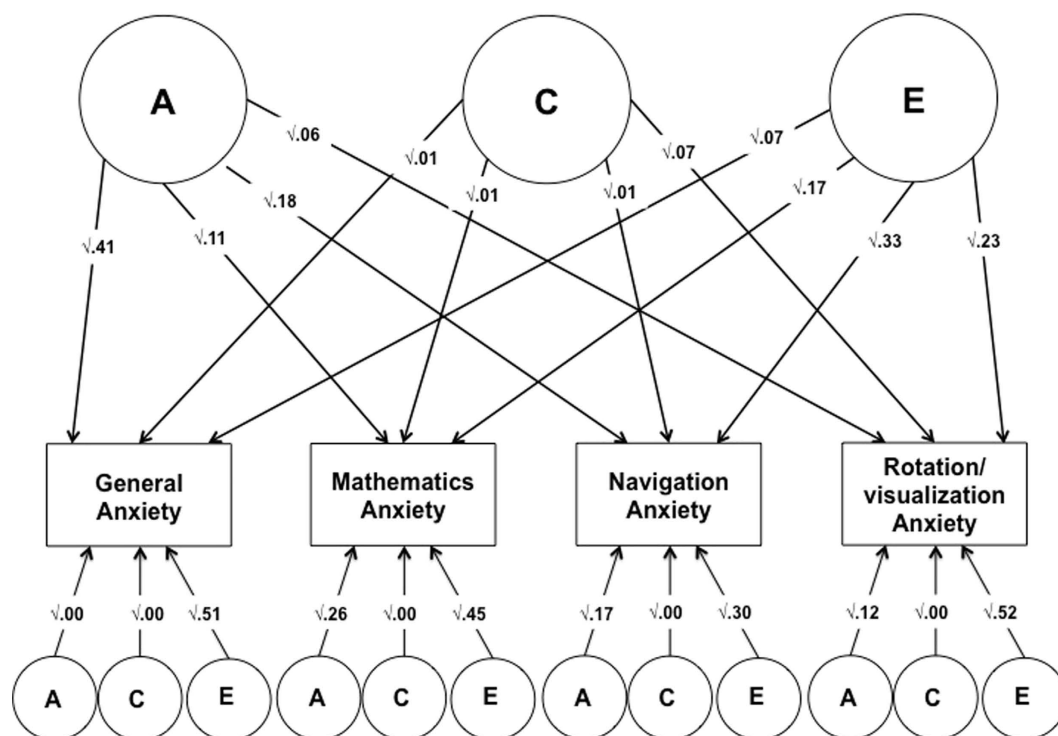 A
C
E
√.06
√.01
√.07
√.07
√.18
√.01
√.01
√.17
√.41
√.11
√.33
√.23
General
Anxiety
Mathematics
Anxiety
Navigation
Anxiety
Rotation/
visualization
Anxiety
√.00
√.00
√.51
√.26
√.00
√.45
√.17
√.00
√.30
√.12
√.00
√.52
A
C
E
A
C
E
A
C
E
A
C
E